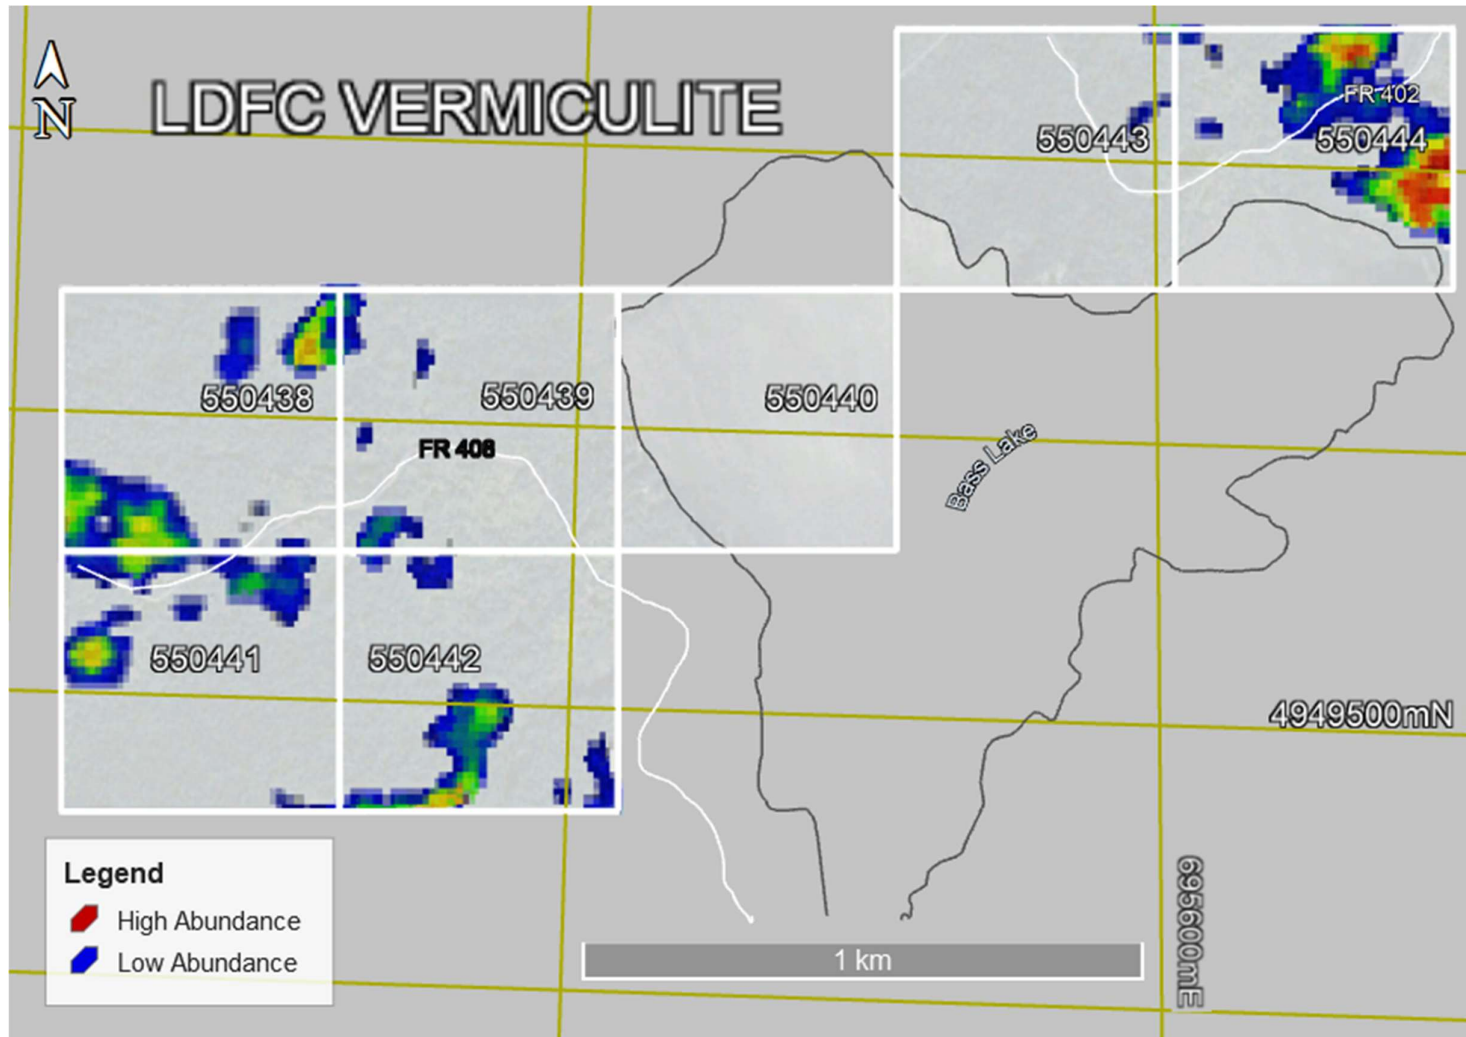 N
LDFC VERMICULITE
FR 402
550443
550444
550438
550439
550440
FR 408
Bass Lake
550441
550442
4949500mN
695600mE
Legend
High Abundance
Low Abundance
1 km